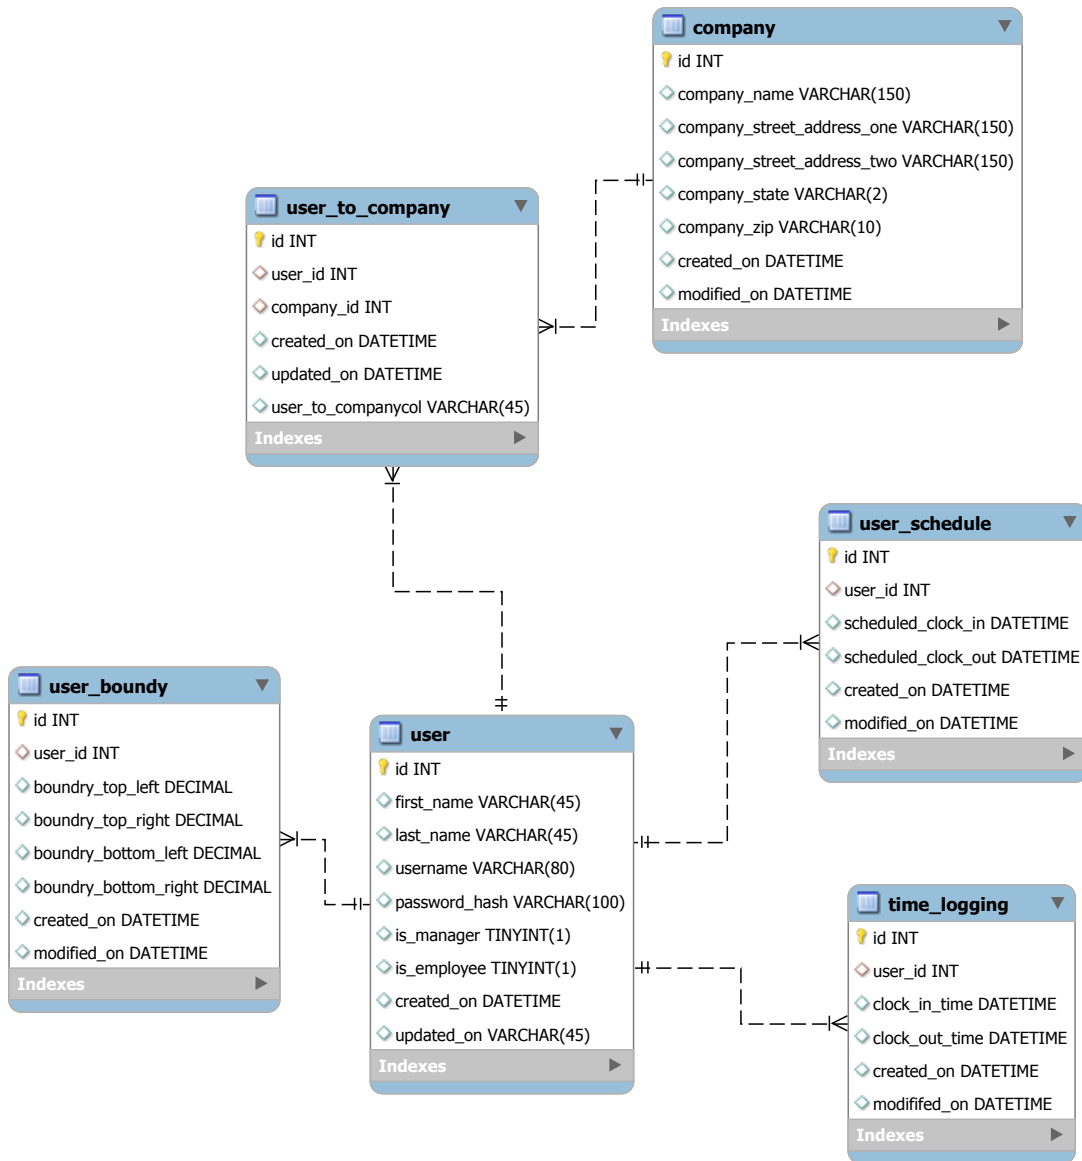 company
id INT
company_name VARCHAR(150)
company_street_address_one VARCHAR(150)
company_street_address_two VARCHAR(150)
company_state VARCHAR(2)
company_zip VARCHAR(10)
created_on DATETIME
modified_on DATETIME
Indexes
user_to_company
id INT
user_id INT
company_id INT
created_on DATETIME
updated_on DATETIME
user_to_companycol VARCHAR(45)
Indexes
user_schedule
id INT
user_id INT
scheduled_clock_in DATETIME
scheduled_clock_out DATETIME
created_on DATETIME
modified_on DATETIME
Indexes
user_boundy
id INT
user_id INT
boundry_top_left DECIMAL
boundry_top_right DECIMAL
boundry_bottom_left DECIMAL
boundry_bottom_right DECIMAL
created_on DATETIME
modified_on DATETIME
Indexes
user
id INT
first_name VARCHAR(45)
last_name VARCHAR(45)
username VARCHAR(80)
password_hash VARCHAR(100)
is_manager TINYINT(1)
is_employee TINYINT(1)
created_on DATETIME
updated_on VARCHAR(45)
Indexes
time_logging
id INT
user_id INT
clock_in_time DATETIME
clock_out_time DATETIME
created_on DATETIME
modififed_on DATETIME
Indexes